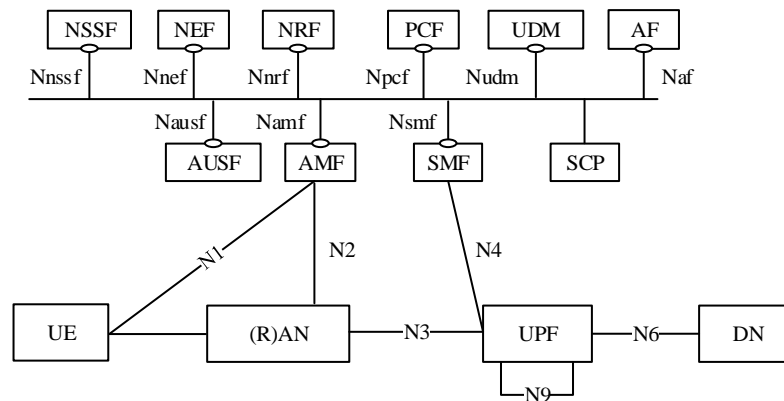 NSSF NEF NRF PCF UDM AF
Nnssf Nnef Nnrf Npcf Nudm Naf
Nausf Namf Nsmf
AUSF AMF SMF SCP
N1 N2 N4
UE (R)AN N3 UPF N6 DN
N9